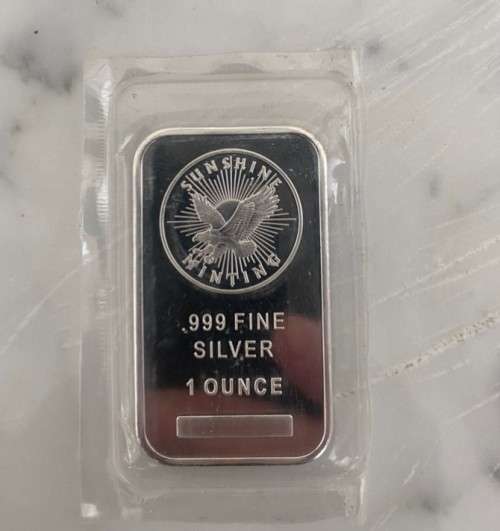 SUNSHINE
MINTING
.999 FINE
SILVER
1 OUNCE